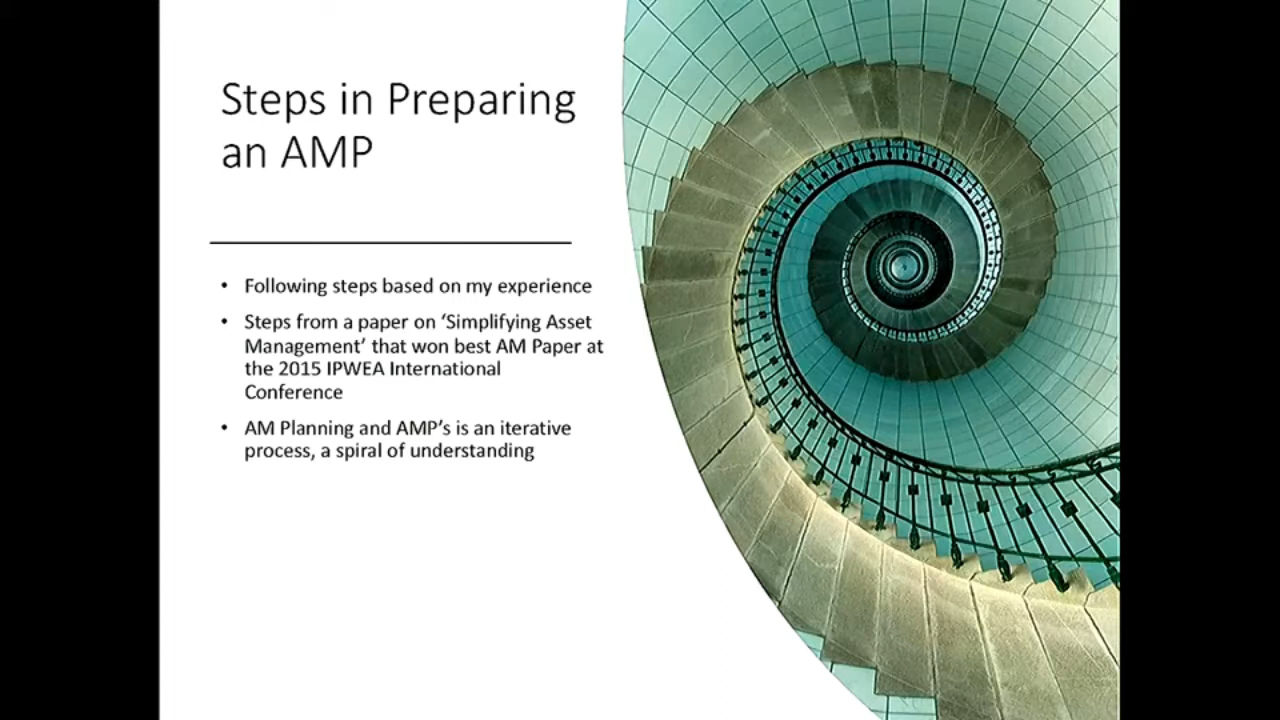 Steps in Preparing
an AMP
• Following steps based on my experience
• Steps from a paper on ‘Simplifying Asset
Management’ that won best AM Paper at
the 2015 IPWEA International
Conference
• AM Planning and AMP’s is an iterative
process, a spiral of understanding